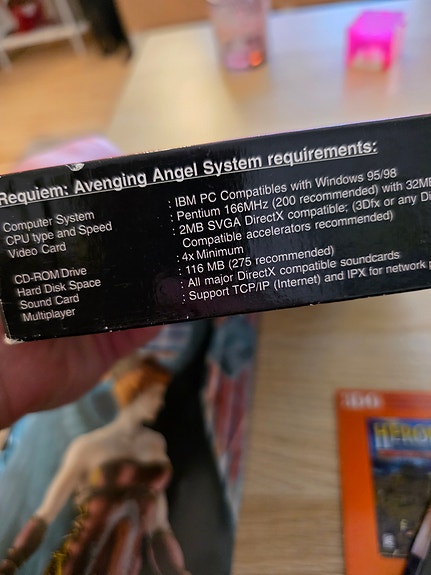 Requiem: Avenging Angel System requirements:
Computer System : IBM PC Compatibles with Windows 95/98
CPU type and Speed : Pentium 166MHz (200 recommended) with 32MB
Video Card : 2MB SVGA DirectX compatible; (3Dfx or any Di
Compatible accelerators recommended)
CD-ROM Drive : 4x Minimum
Hard Disk Space : 116 MB (275 recommended)
Sound Card : All major DirectX compatible soundcards
Multiplayer : Support TCP/IP (Internet) and IPX for network p
HERO